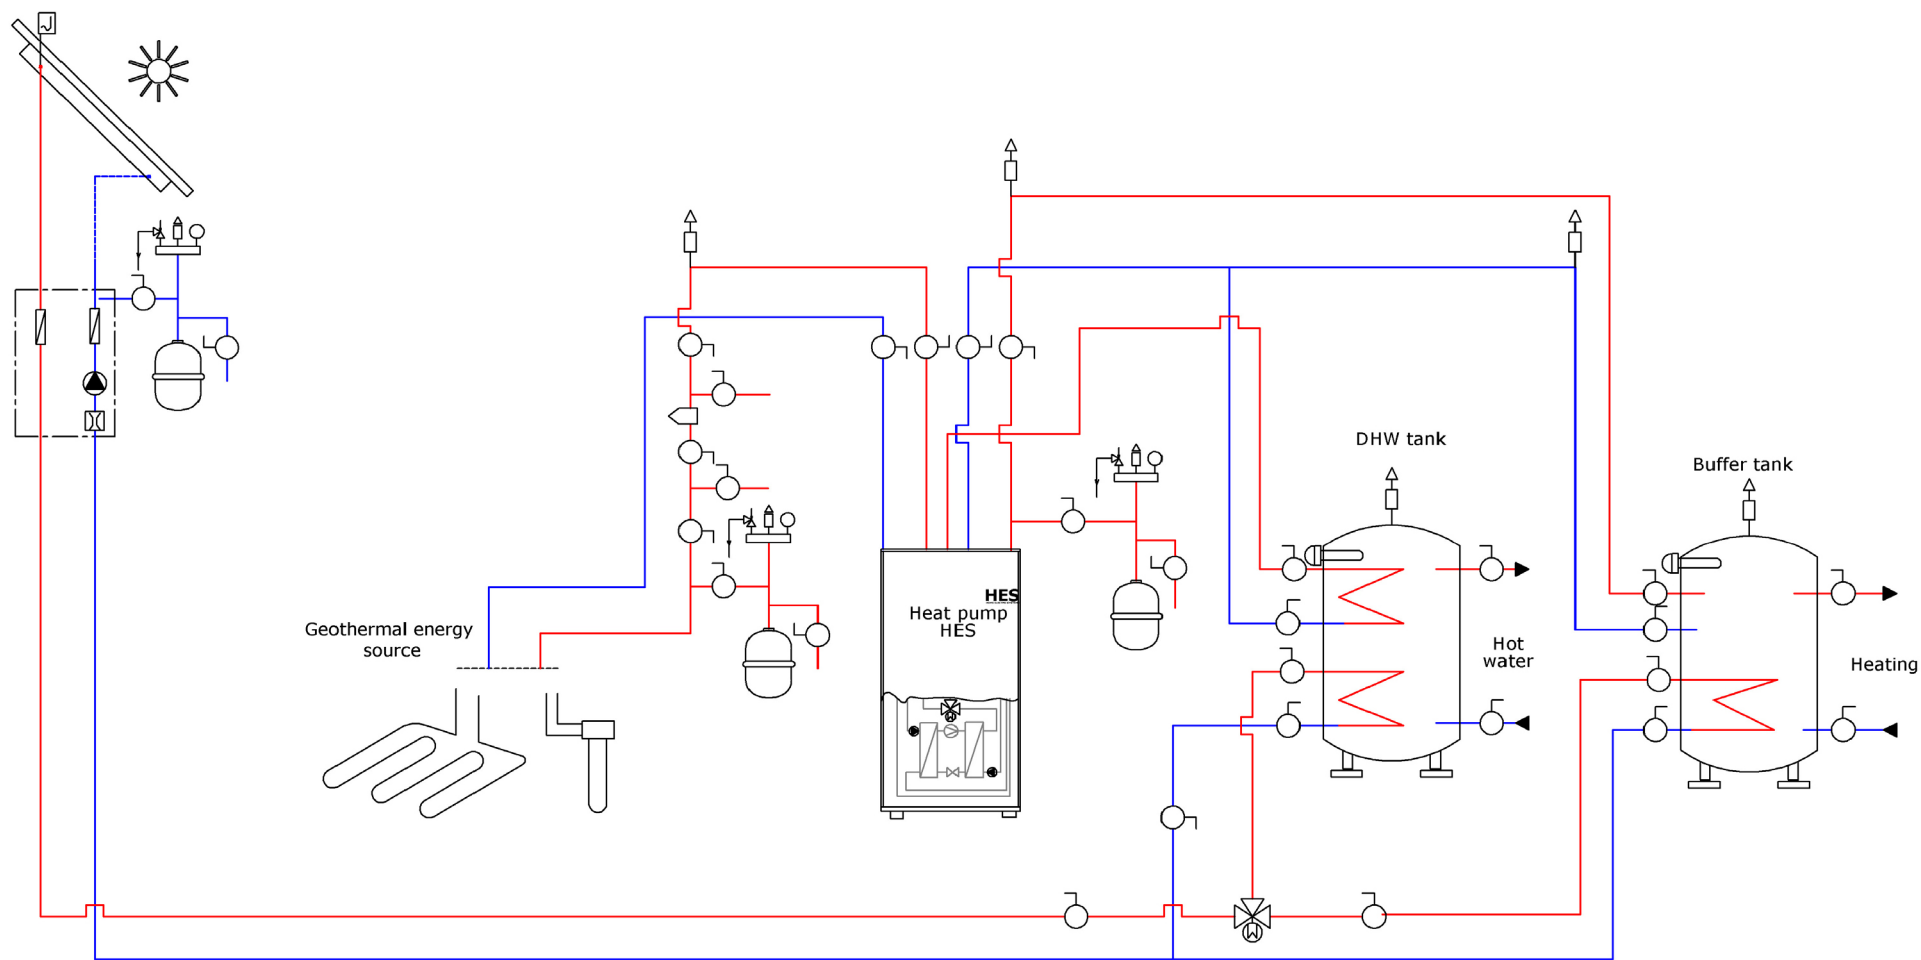 DHW tank
Buffer tank
HES
Heat pump
HES
Geothermal energy
source
Hot
water
Heating